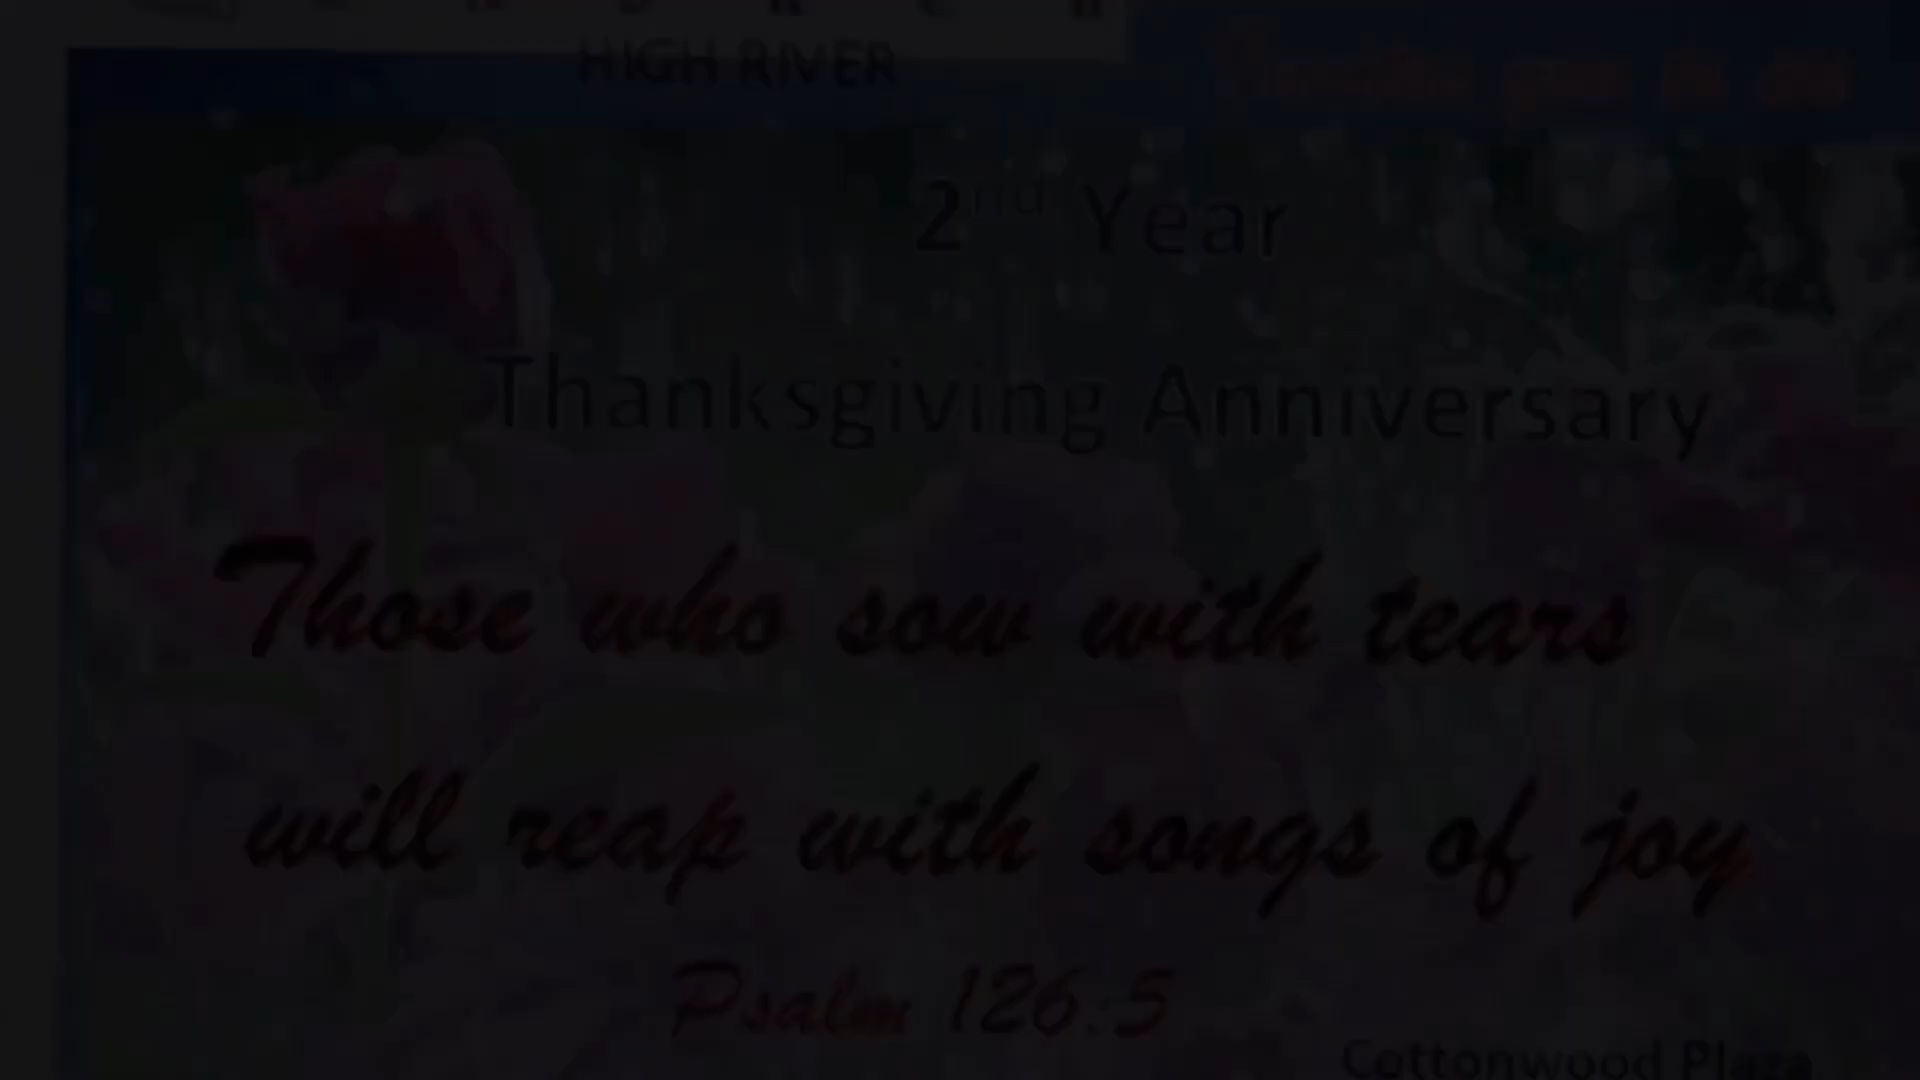 HIGH RIVER
2nd Year
Thanksgiving Anniversary
Those who sow with tears
will reap with songs of joy
Psalm 126:5
Cottonwood Plaza